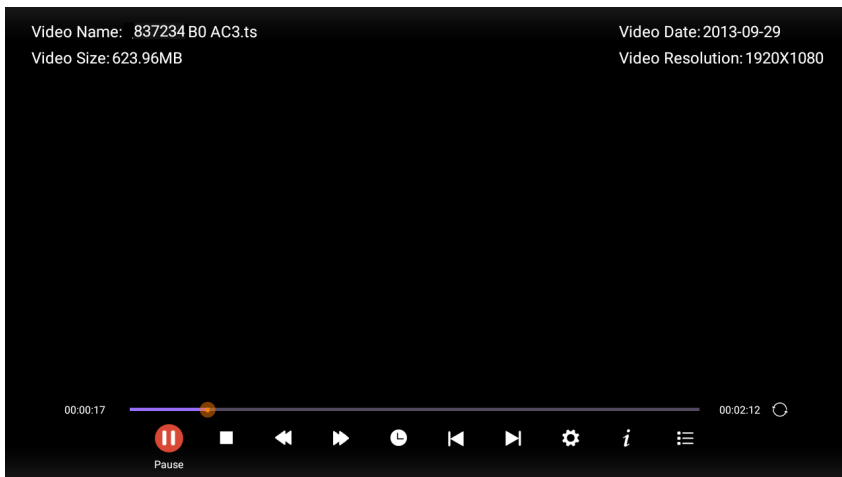 Video Name: 837234 B0 AC3.ts
Video Date: 2013-09-29
Video Size: 623.96MB
Video Resolution: 1920X1080
00:00:17
00:02:12
Pause